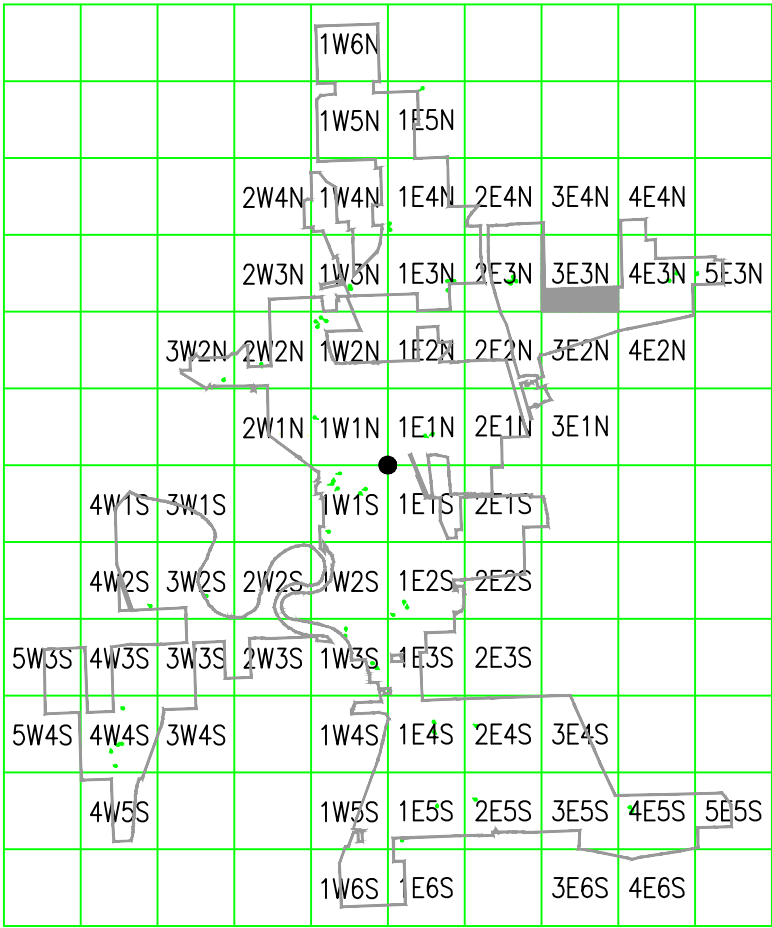 1W6N
1W5N 1E5N
2W4N 1W4N 1E4N 2E4N 3E4N 4E4N
2W3N 1W3N 1E3N 2E3N 3E3N 4E3N 5E3N
3W2N 2W2N 1W2N 1E2N 2E2N 3E2N 4E2N
2W1N 1W1N 1E1N 2E1N 3E1N
4W1S 3W1S 1W1S 1E1S 2E1S
4W2S 3W2S 2W2S 1W2S 1E2S 2E2S
5W3S 4W3S 3W3S 2W3S 1W3S 1E3S 2E3S
5W4S 4W4S 3W4S 1W4S 1E4S 2E4S 3E4S
4W5S 1W5S 1E5S 2E5S 3E5S 4E5S 5E5S
1W6S 1E6S 3E6S 4E6S